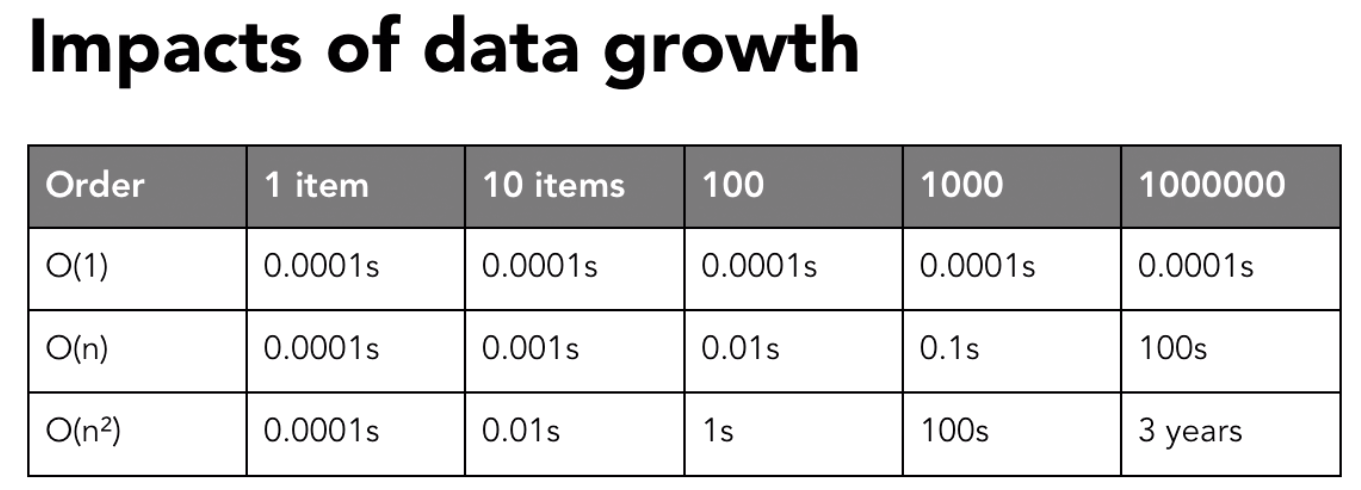 Impacts of data growth
Order 1 item 10 items 100 1000 1000000
O(1) 0.0001s 0.0001s 0.0001s 0.0001s 0.0001s
O(n) 0.0001s 0.001s 0.01s 0.1s 100s
O(n²) 0.0001s 0.01s 1s 100s 3 years